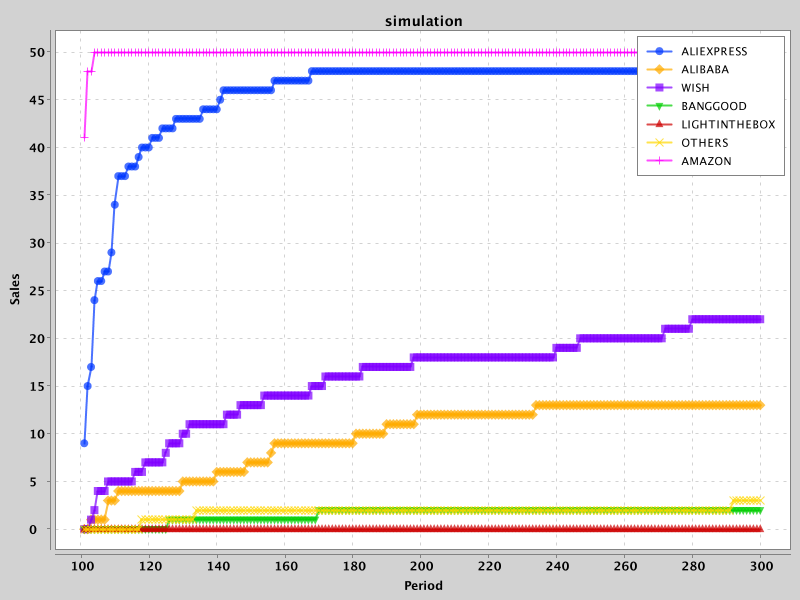 simulation
Sales
50
45
40
35
30
25
20
15
10
5
0
ALIEXPRESS
ALIBABA
WISH
BANGGOOD
LIGHTINTHEBOX
OTHERS
AMAZON
100 120 140 160 180 200 220 240 260 280 300
Period